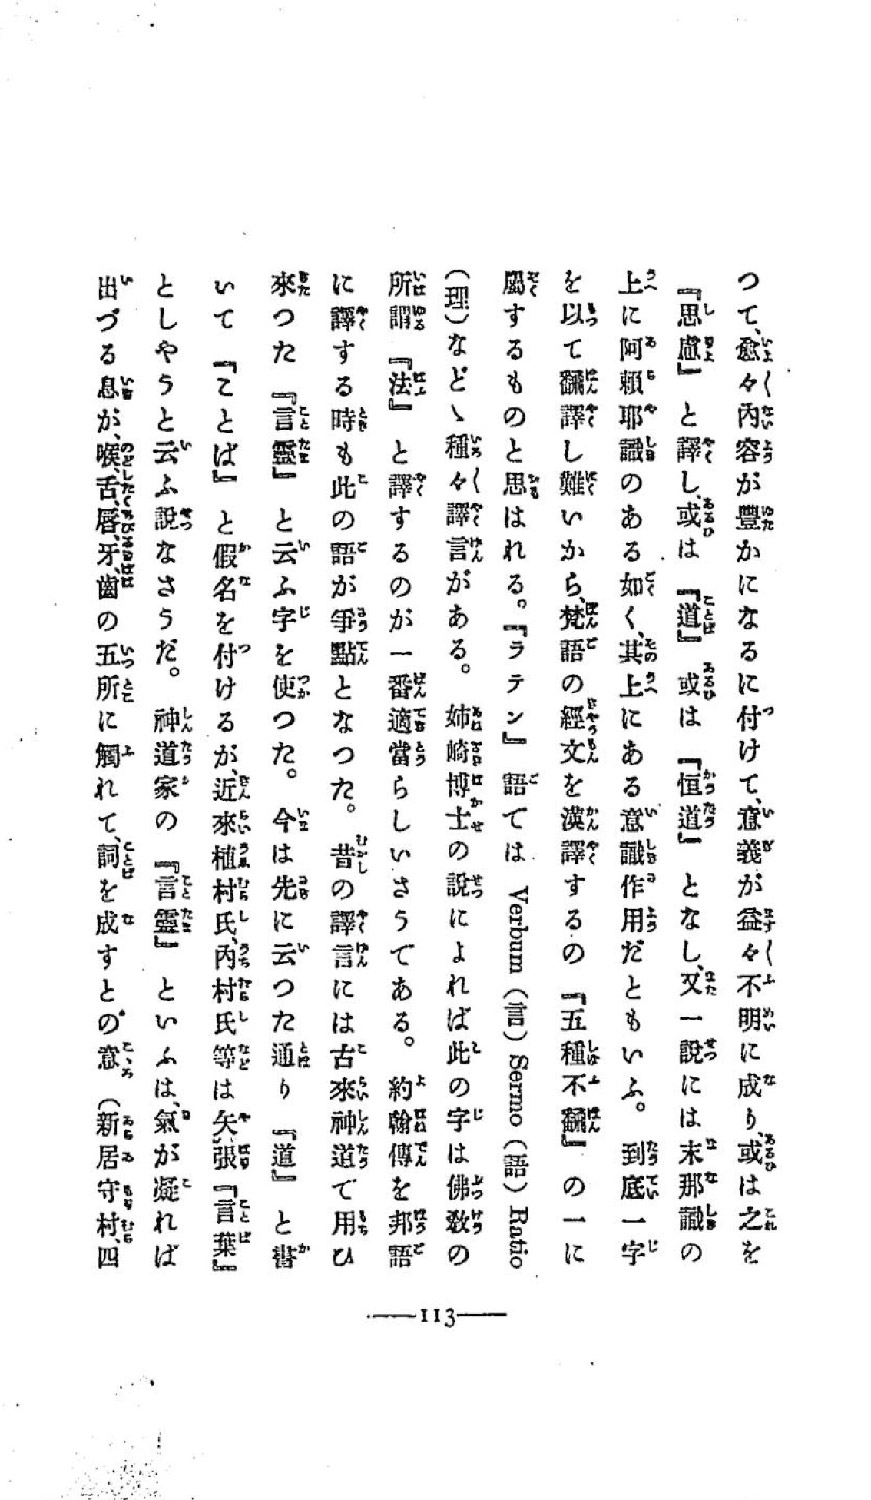 つて、愈々內容が豊かになるに付けて、意義が益々不明に成り、或は之を
『思慮』と譯し、或は『道』或は『恒道』となし、又一說には末那識の
上に阿賴耶識のある如く、其上にある意識作用だともいふ。到底一字
を以て飜譯し難いから、梵語の經文を漢譯するの『五種不飜』の一に
屬するものと思はれる。『ラテン』語では Verbum (言) Sermo (語) Ratio
(理)などゝ種々譯言がある。姉崎博士の說によれば此の字は佛敎の
所謂『法』と譯するのが一番適當らしいさうである。約翰傳を邦語
に譯する時も此の語が爭點となつた。昔の譯言には古來神道で用ひ
來つた『言靈』と云ふ字を使つた。今は先に云つた通り『道』と書
いて『ことば』と假名を付けるが、近來植村氏、內村氏等は矢張『言葉』
としやうと云ふ說なさうだ。神道家の『言靈』といふは、氣が凝れば
出づる息が、喉、舌、唇、牙、齒の五所に觸れて、詞を成すとの意(新居守村、四
113